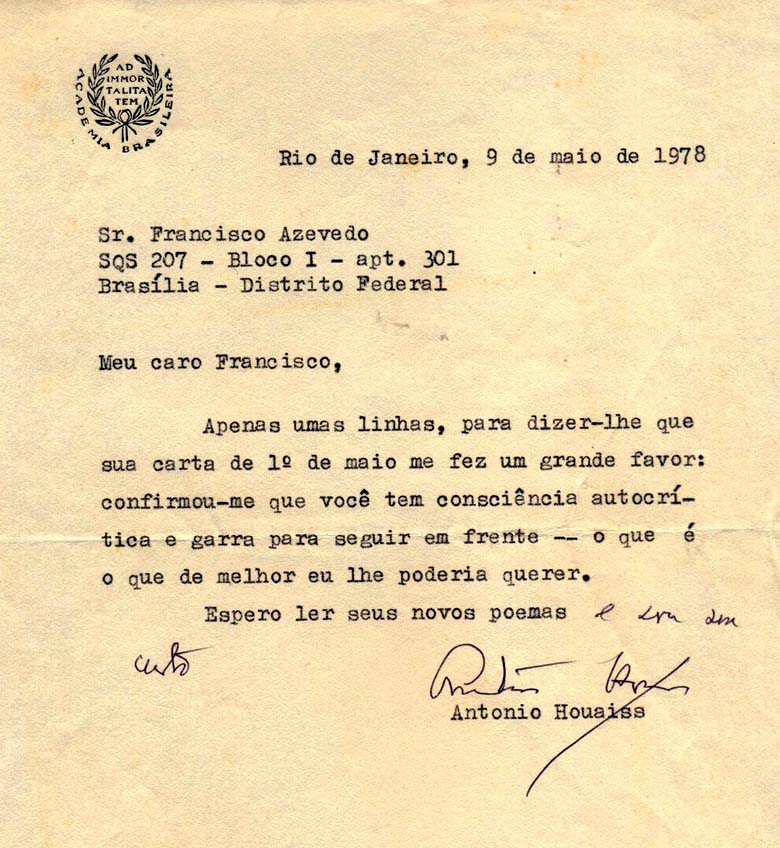 AD
IMMOR
TALITA
TEM
ACADEMIA BRASILEIRA
Rio de Janeiro, 9 de maio de 1978
Sr. Francisco Azevedo
SQS 207 - Bloco I - apt. 301
Brasília - Distrito Federal
Meu caro Francisco,
Apenas umas linhas, para dizer-lhe que
sua carta de 1º de maio me fez um grande favor:
confirmou-me que você tem consciência autocrí-
tica e garra para seguir em frente -- o que é
o que de melhor eu lhe poderia querer.
Espero ler seus novos poemas e sou seu
Antonio Houaiss